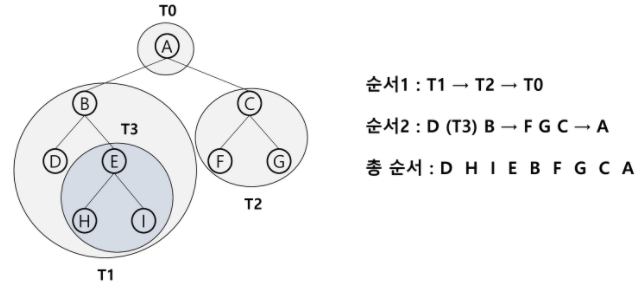 T0
A
B
C
T3
D
E
F
G
H
I
T2
T1
순서1 : T1 → T2 → T0
순서2 : D (T3) B → F G C → A
총 순서 : D H I E B F G C A